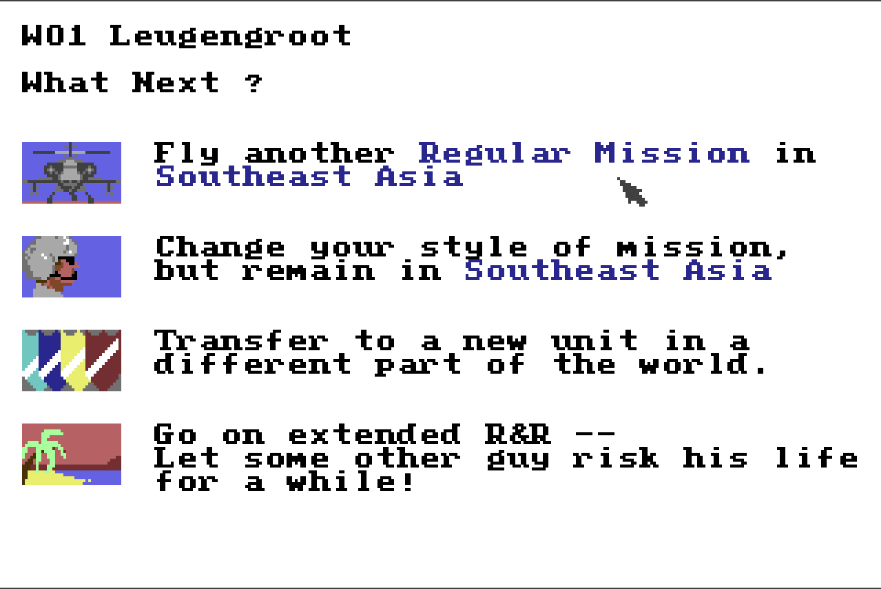 WO1 Leugengroot
What Next ?
Fly another Regular Mission in
Southeast Asia
Change your style of mission,
but remain in Southeast Asia
Transfer to a new unit in a
different part of the world.
Go on extended R&R --
Let some other guy risk his life
for a while!